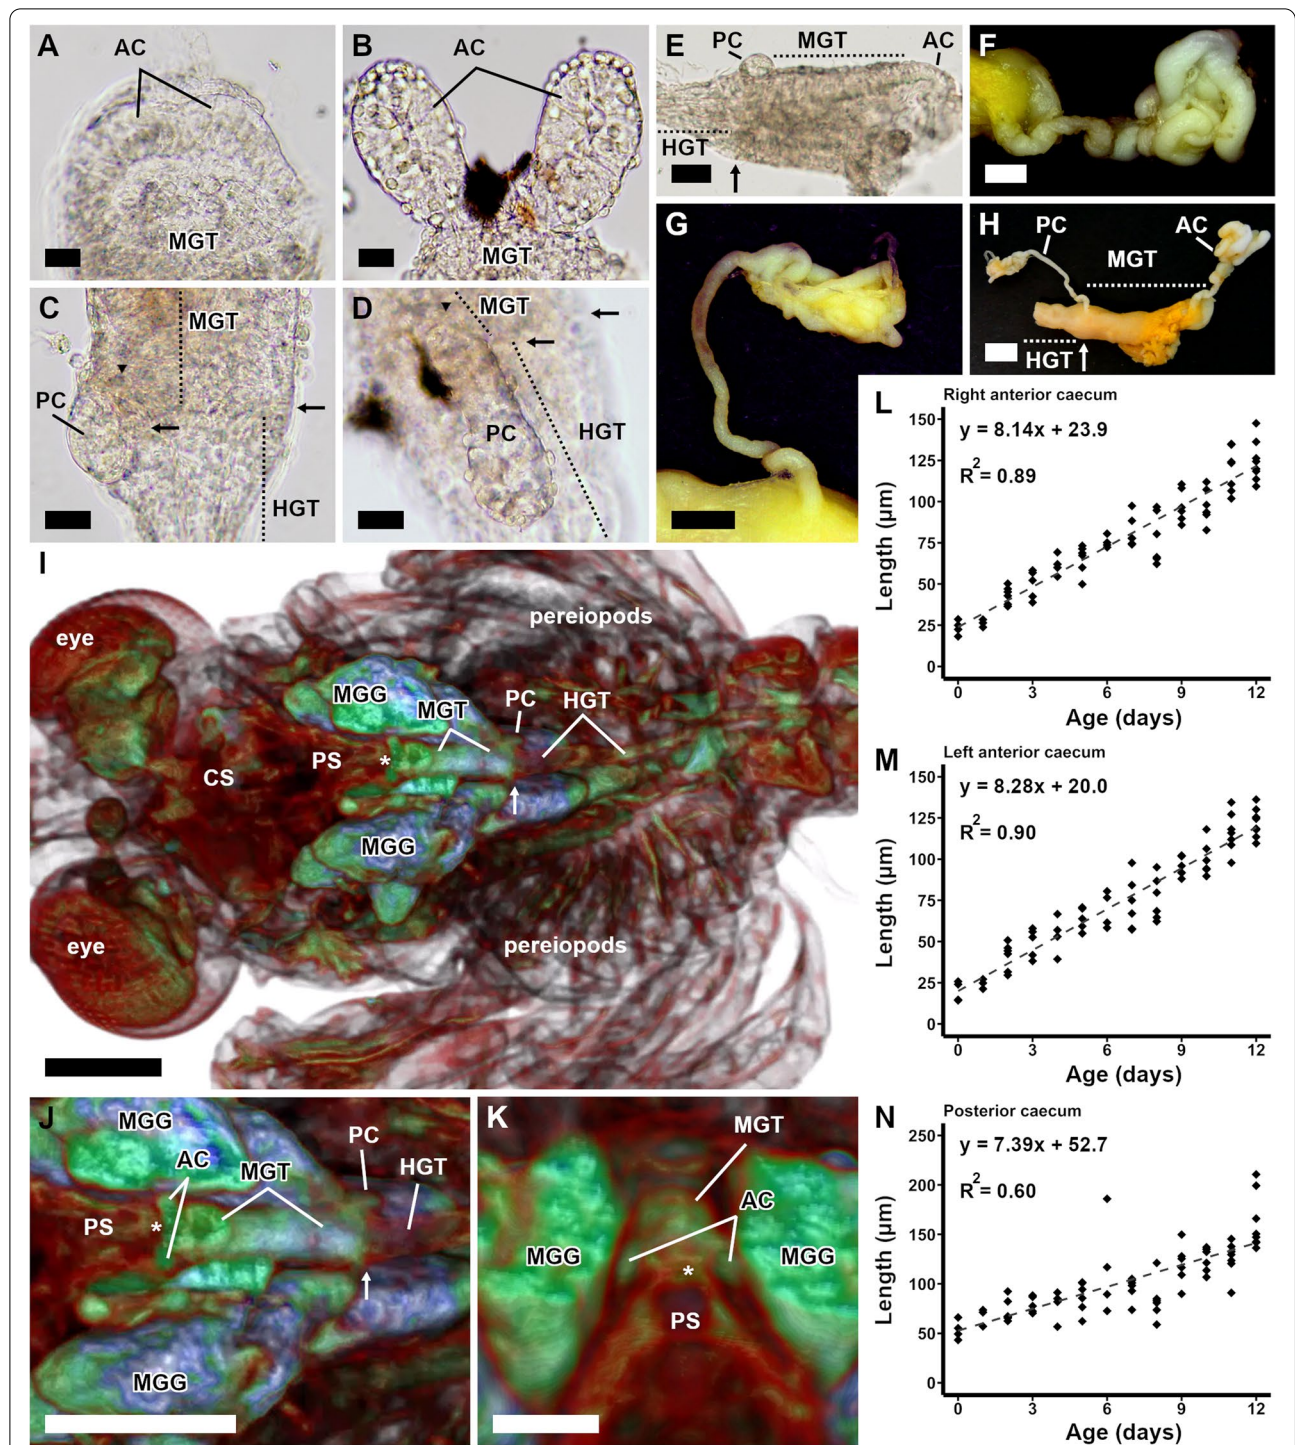 A
AC
MGT
B
AC
MGT
C
MGT
PC
HGT
D
MGT
PC
HGT
E
PC
MGT
AC
HGT
F
G
H
PC
AC
MGT
HGT
I
eye
pereiopods
MGG
MGT
PC
HGT
PS
*
CS
MGG
eye
pereiopods
J
MGG
AC
MGT
PC
HGT
PS
*
MGG
K
MGT
AC
MGG
MGG
*
PS
L
Right anterior caecum
y = 8.14x + 23.9
R2 = 0.89
Length (µm)
150
125
100
75
50
25
0
0 3 6 9 12
Age (days)
M
Left anterior caecum
y = 8.28x + 20.0
R2 = 0.90
Length (µm)
150
125
100
75
50
25
0
0 3 6 9 12
Age (days)
N
Posterior caecum
y = 7.39x + 52.7
R2 = 0.60
Length (µm)
250
200
150
100
50
0
0 3 6 9 12
Age (days)